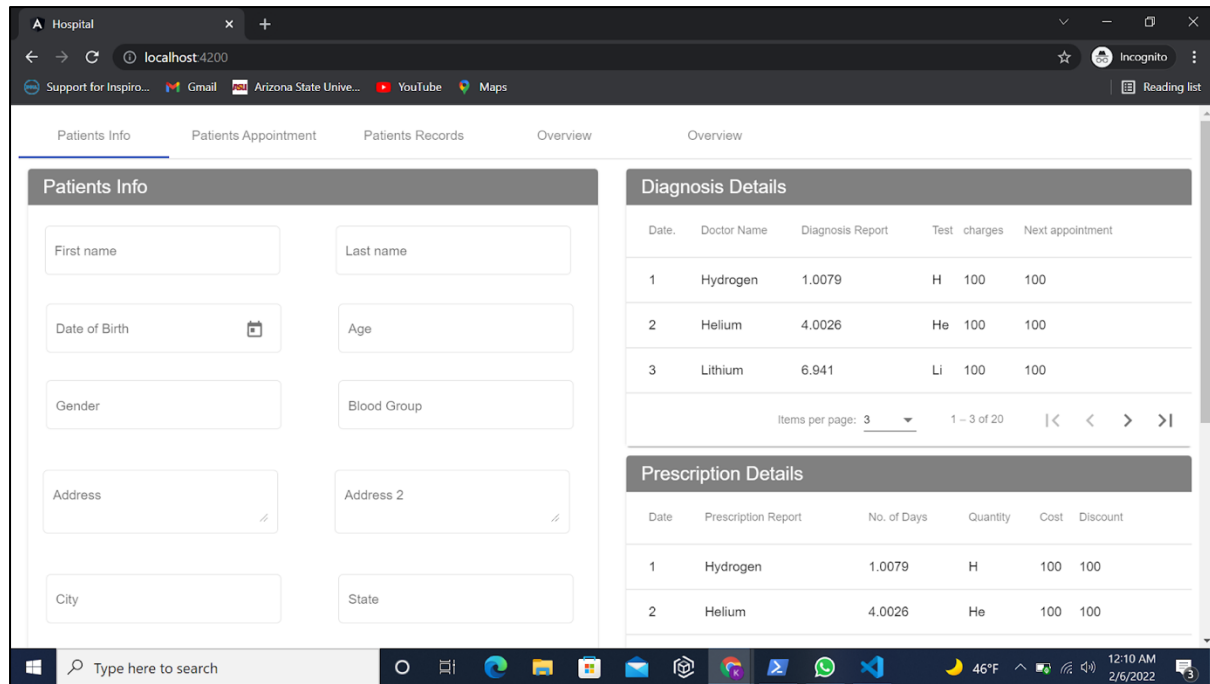 Hospital
localhost:4200
Incognito
Support for Inspiro... Gmail ASU Arizona State Unive... YouTube Maps Reading list
Patients Info Patients Appointment Patients Records Overview Overview
Patients Info
First name Last name
Date of Birth Age
Gender Blood Group
Address Address 2
City State
Diagnosis Details
Date. Doctor Name Diagnosis Report Test charges Next appointment
1 Hydrogen 1.0079 H 100 100
2 Helium 4.0026 He 100 100
3 Lithium 6.941 Li 100 100
Items per page: 3 1 – 3 of 20
Prescription Details
Date Prescription Report No. of Days Quantity Cost Discount
1 Hydrogen 1.0079 H 100 100
2 Helium 4.0026 He 100 100
Type here to search
K
46°F
12:10 AM
2/6/2022
3